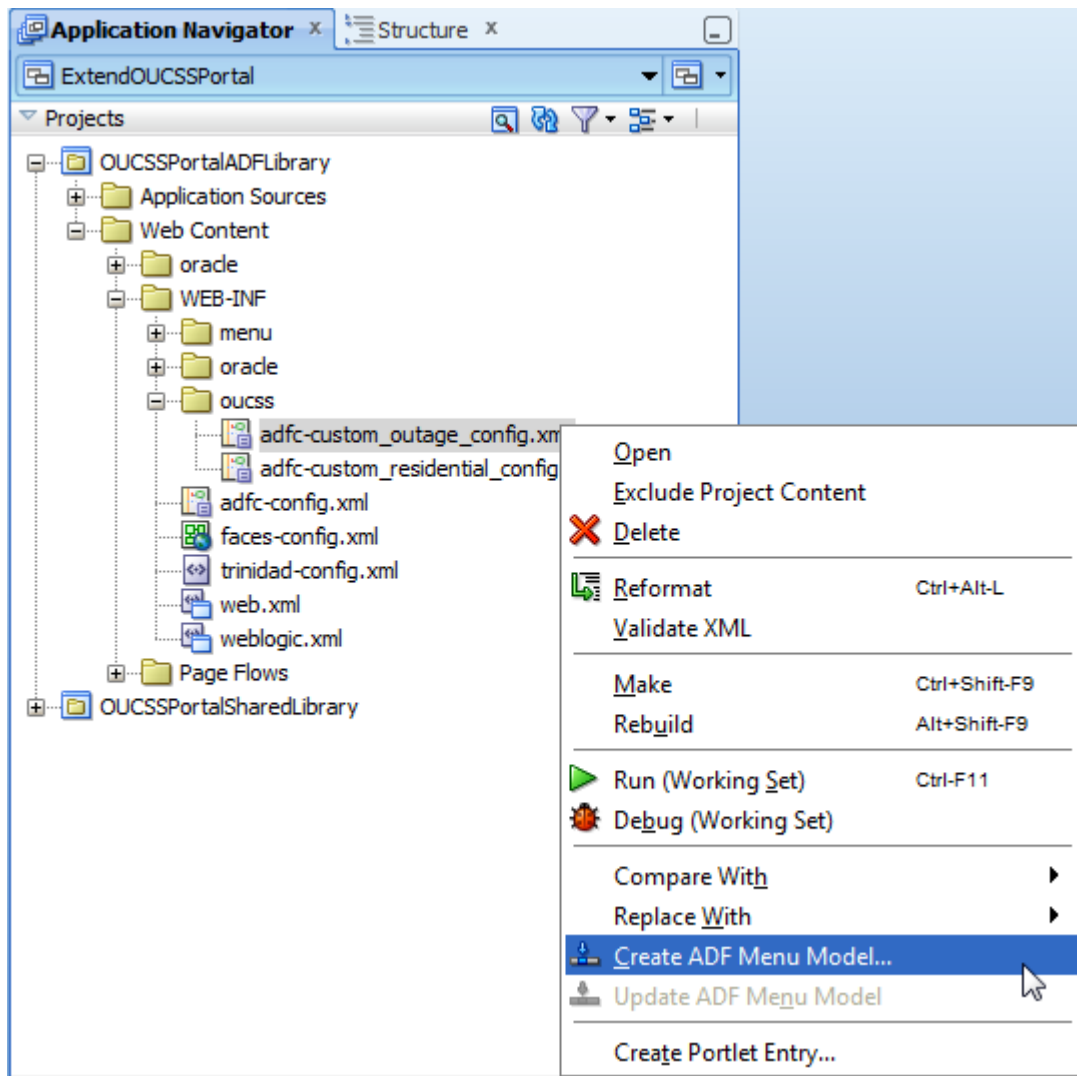 Application Navigator x Structure x
ExtendOUCSSPortal
Projects
OUCSSPortalADFLibrary
Application Sources
Web Content
oracle
WEB-INF
menu
oracle
oucss
adfc-custom_outage_config.xm
adfc-custom_residential_config
adfc-config.xml
faces-config.xml
trinidad-config.xml
web.xml
weblogic.xml
Page Flows
OUCSSPortalSharedLibrary
Open
Exclude Project Content
Delete
Reformat Ctrl+Alt-L
Validate XML
Make Ctrl+Shift-F9
Rebuild Alt+Shift-F9
Run (Working Set) Ctrl-F11
Debug (Working Set)
Compare With
Replace With
Create ADF Menu Model...
Update ADF Menu Model
Create Portlet Entry...